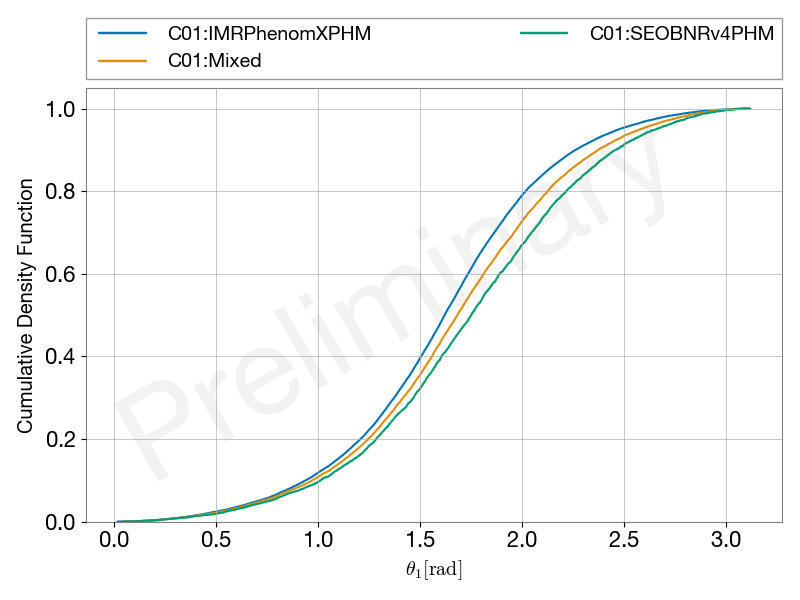 C01:IMRPhenomXPHM
C01:Mixed
C01:SEOBNRv4PHM
Cumulative Density Function
1.0
0.8
0.6
0.4
0.2
0.0
Preliminary
0.0 0.5 1.0 1.5 2.0 2.5 3.0
θ₁[rad]